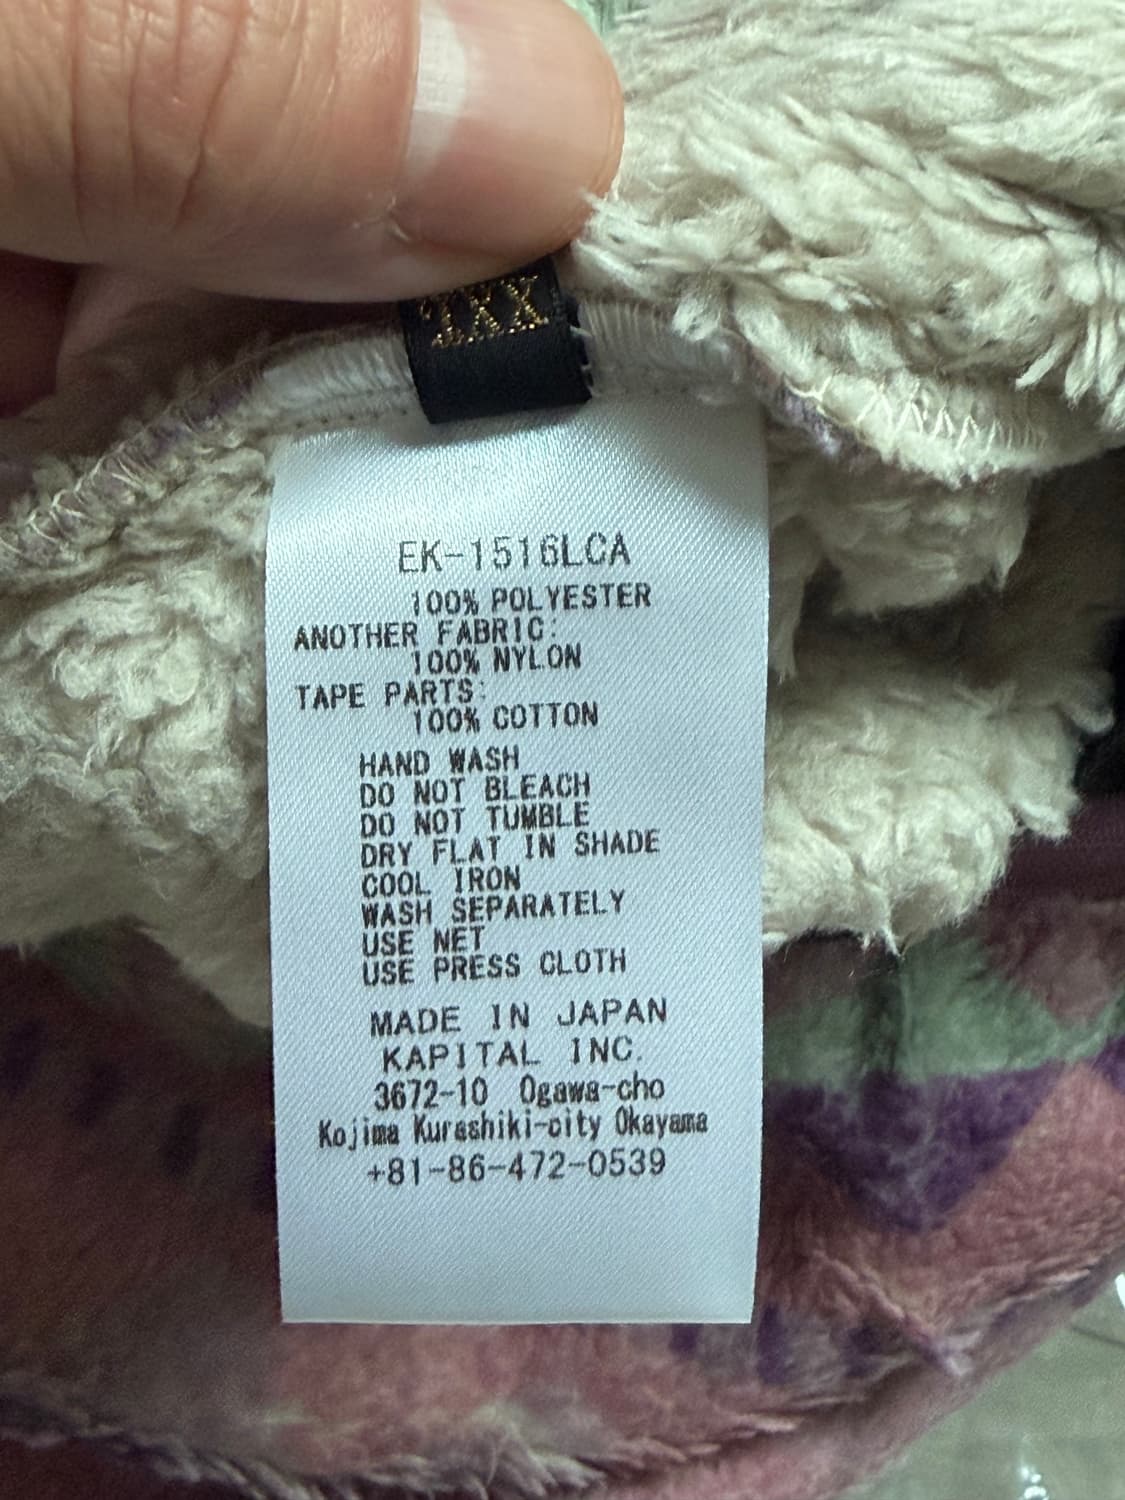 XXL
EK-1516LCA
100% POLYESTER
ANOTHER FABRIC:
100% NYLON
TAPE PARTS:
100% COTTON
HAND WASH
DO NOT BLEACH
DO NOT TUMBLE
DRY FLAT IN SHADE
COOL IRON
WASH SEPARATELY
USE NET
USE PRESS CLOTH
MADE IN JAPAN
KAPITAL INC.
3672-10 Ogawa-cho
Kojima Kurashiki-city Okayama
+81-86-472-0539